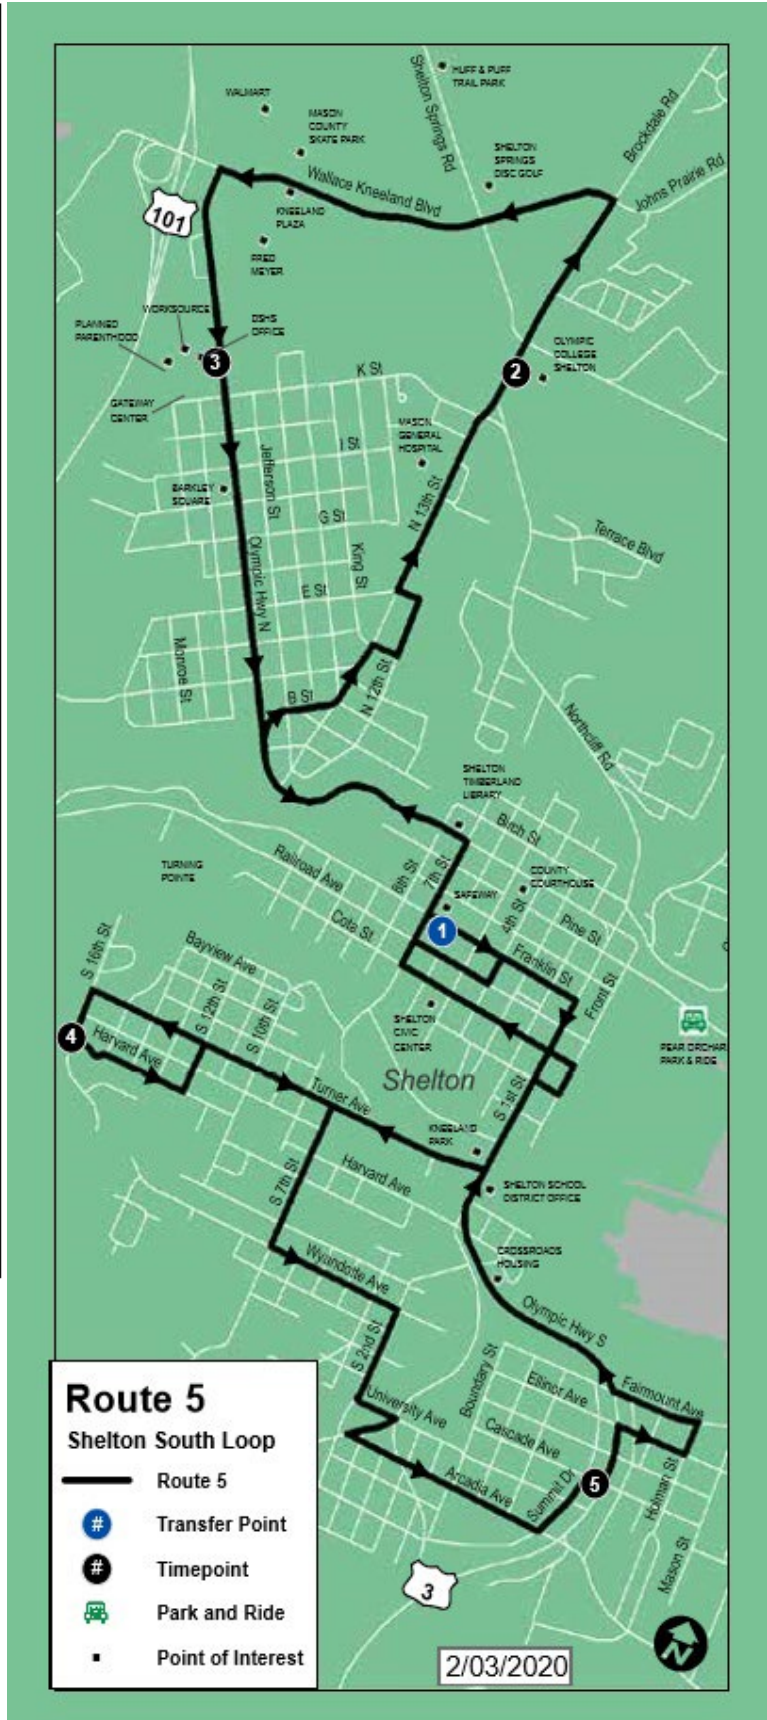 HUFF & PUFF
TRAIL PARK
Shelton Springs Rd
WALMART
MASON
COUNTY
SKATE PARK
Brockdale Rd
SHELTON
SPRINGS
DISC GOLF
Johns Prairie Rd
Wallace Kneeland Blvd
101
KNEELAND
PLAZA
FRED
MEYER
WORKSOURCE
DSHS
OFFICE
PLANNED
PARENTHOOD
3
2
OLYMPIC
COLLEGE
SHELTON
K St
GATEWAY
CENTER
MASON
GENERAL
HOSPITAL
I St
Jefferson St
BARKLEY
SQUARE
N 13th St
G St
Terrace Blvd
Olympic Hwy N
King St
E St
Monroe St
N 12th St
B St
Northcliff Rd
SHELTON
TIMBERLAND
LIBRARY
Birch St
Railroad Ave
8th St
7th St
TURNING
POINTE
COUNTY
COURTHOUSE
SAFEWAY
4th St
Pine St
Cota St
1
Franklin St
S 16th St
Bayview Ave
S 12th St
S 10th St
Front St
SHELTON
CIVIC
CENTER
4
Harvard Ave
PEAR ORCHAR
PARK & RIDE
Shelton
Turner Ave
S 1st St
KNEELAND
PARK
S 7th St
Harvard Ave
SHELTON SCHOOL
DISTRICT OFFICE
CROSSROADS
HOUSING
Wyandotte Ave
Olympic Hwy S
S 2nd St
Boundary St
Ellinor Ave
Fairmount Ave
University Ave
Cascade Ave
Arcadia Ave
Summit Dr
5
Holman St
Mason St
3
Route 5
Shelton South Loop
Route 5
# Transfer Point
# Timepoint
Park and Ride
Point of Interest
2/03/2020
N